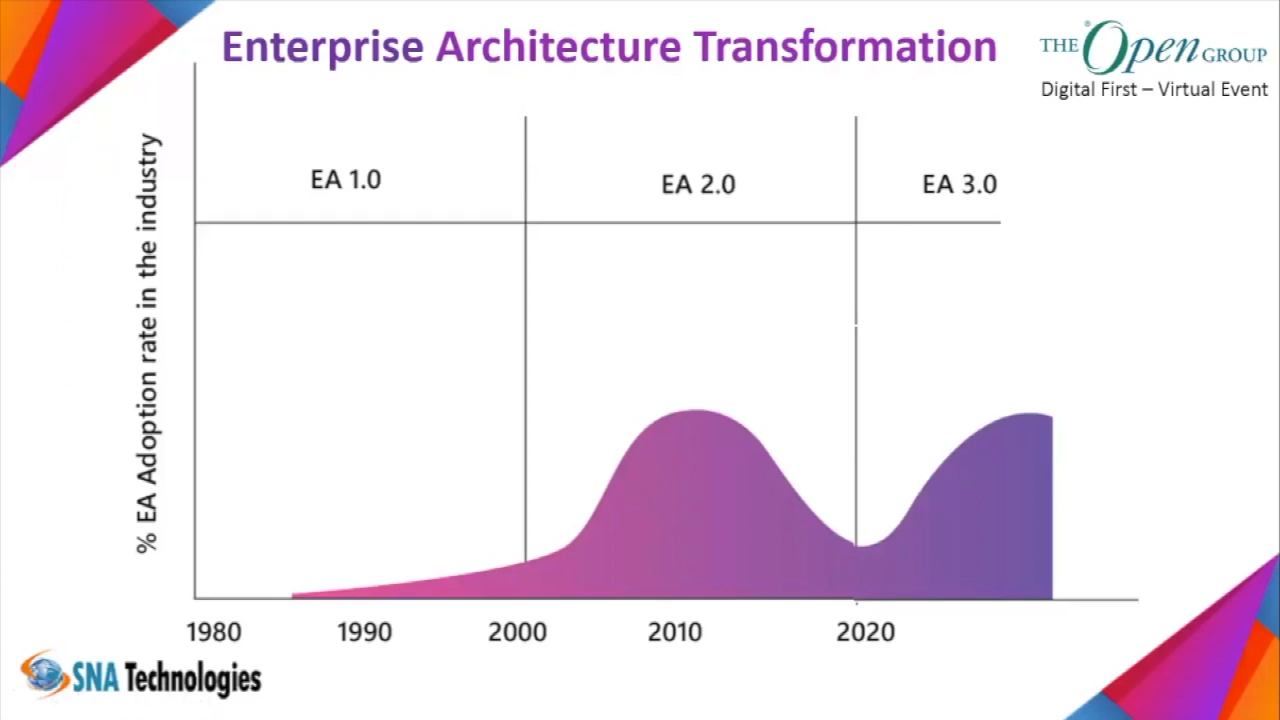 Enterprise Architecture Transformation
THE Open GROUP
®
Digital First – Virtual Event
% EA Adoption rate in the industry
EA 1.0
EA 2.0
EA 3.0
1980
1990
2000
2010
2020
SNA Technologies